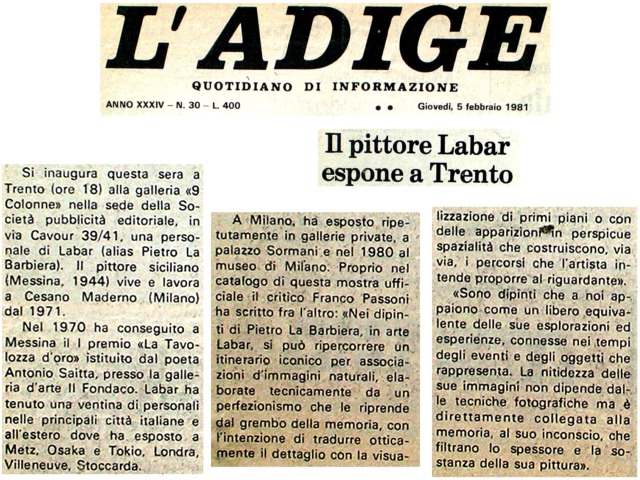 L'ADIGE
QUOTIDIANO DI INFORMAZIONE
ANNO XXXIV – N. 30 – L. 400
Giovedì, 5 febbraio 1981
Il pittore Labar
espone a Trento
Si inaugura questa sera a
Trento (ore 18) alla galleria «9
Colonne» nella sede della So-
cietà pubblicità editoriale, in
via Cavour 39/41, una perso-
nale di Labar (alias Pietro La
Barbiera). Il pittore siciliano
(Messina, 1944) vive e lavora
a Cesano Maderno (Milano)
dal 1971.
Nel 1970 ha conseguito a
Messina il I premio «La Tavo-
lozza d'oro» istituito dal poeta
Antonio Saitta, presso la galle-
ria d'arte Il Fondaco. Labar ha
tenuto una ventina di personali
nelle principali città italiane e
all'estero dove ha esposto a
Metz, Osaka e Tokio, Londra,
Villeneuve, Stoccarda.
A Milano, ha esposto ripe-
tutamente in gallerie private, a
palazzo Sormani e nel 1980 al
museo di Milano. Proprio nel
catalogo di questa mostra uffi-
ciale il critico Franco Passoni
ha scritto fra l'altro: «Nei dipin-
ti di Pietro La Barbiera, in arte
Labar, si può ripercorrere un
itinerario iconico per associa-
zioni d'immagini naturali, ela-
borate tecnicamente da un
perfezionismo che le riprende
dal grembo della memoria, con
l'intenzione di tradurre otticamen-
te il dettaglio con la visua-
lizzazione di primi piani o con
delle apparizioni in perspicue
spazialità che costruiscono, via
via, i percorsi che l'artista in-
tende proporre al riguardante».
«Sono dipinti che a noi ap-
paiono come un libero equiva-
lente delle sue esplorazioni ed
esperienze, connesse nei tempi
degli eventi e degli oggetti che
rappresenta. La nitidezza delle
sue immagini non dipende dal-
le tecniche fotografiche ma è
direttamente collegata alla
memoria, al suo inconscio, che
filtrano lo spessore e la so-
stanza della sua pittura».